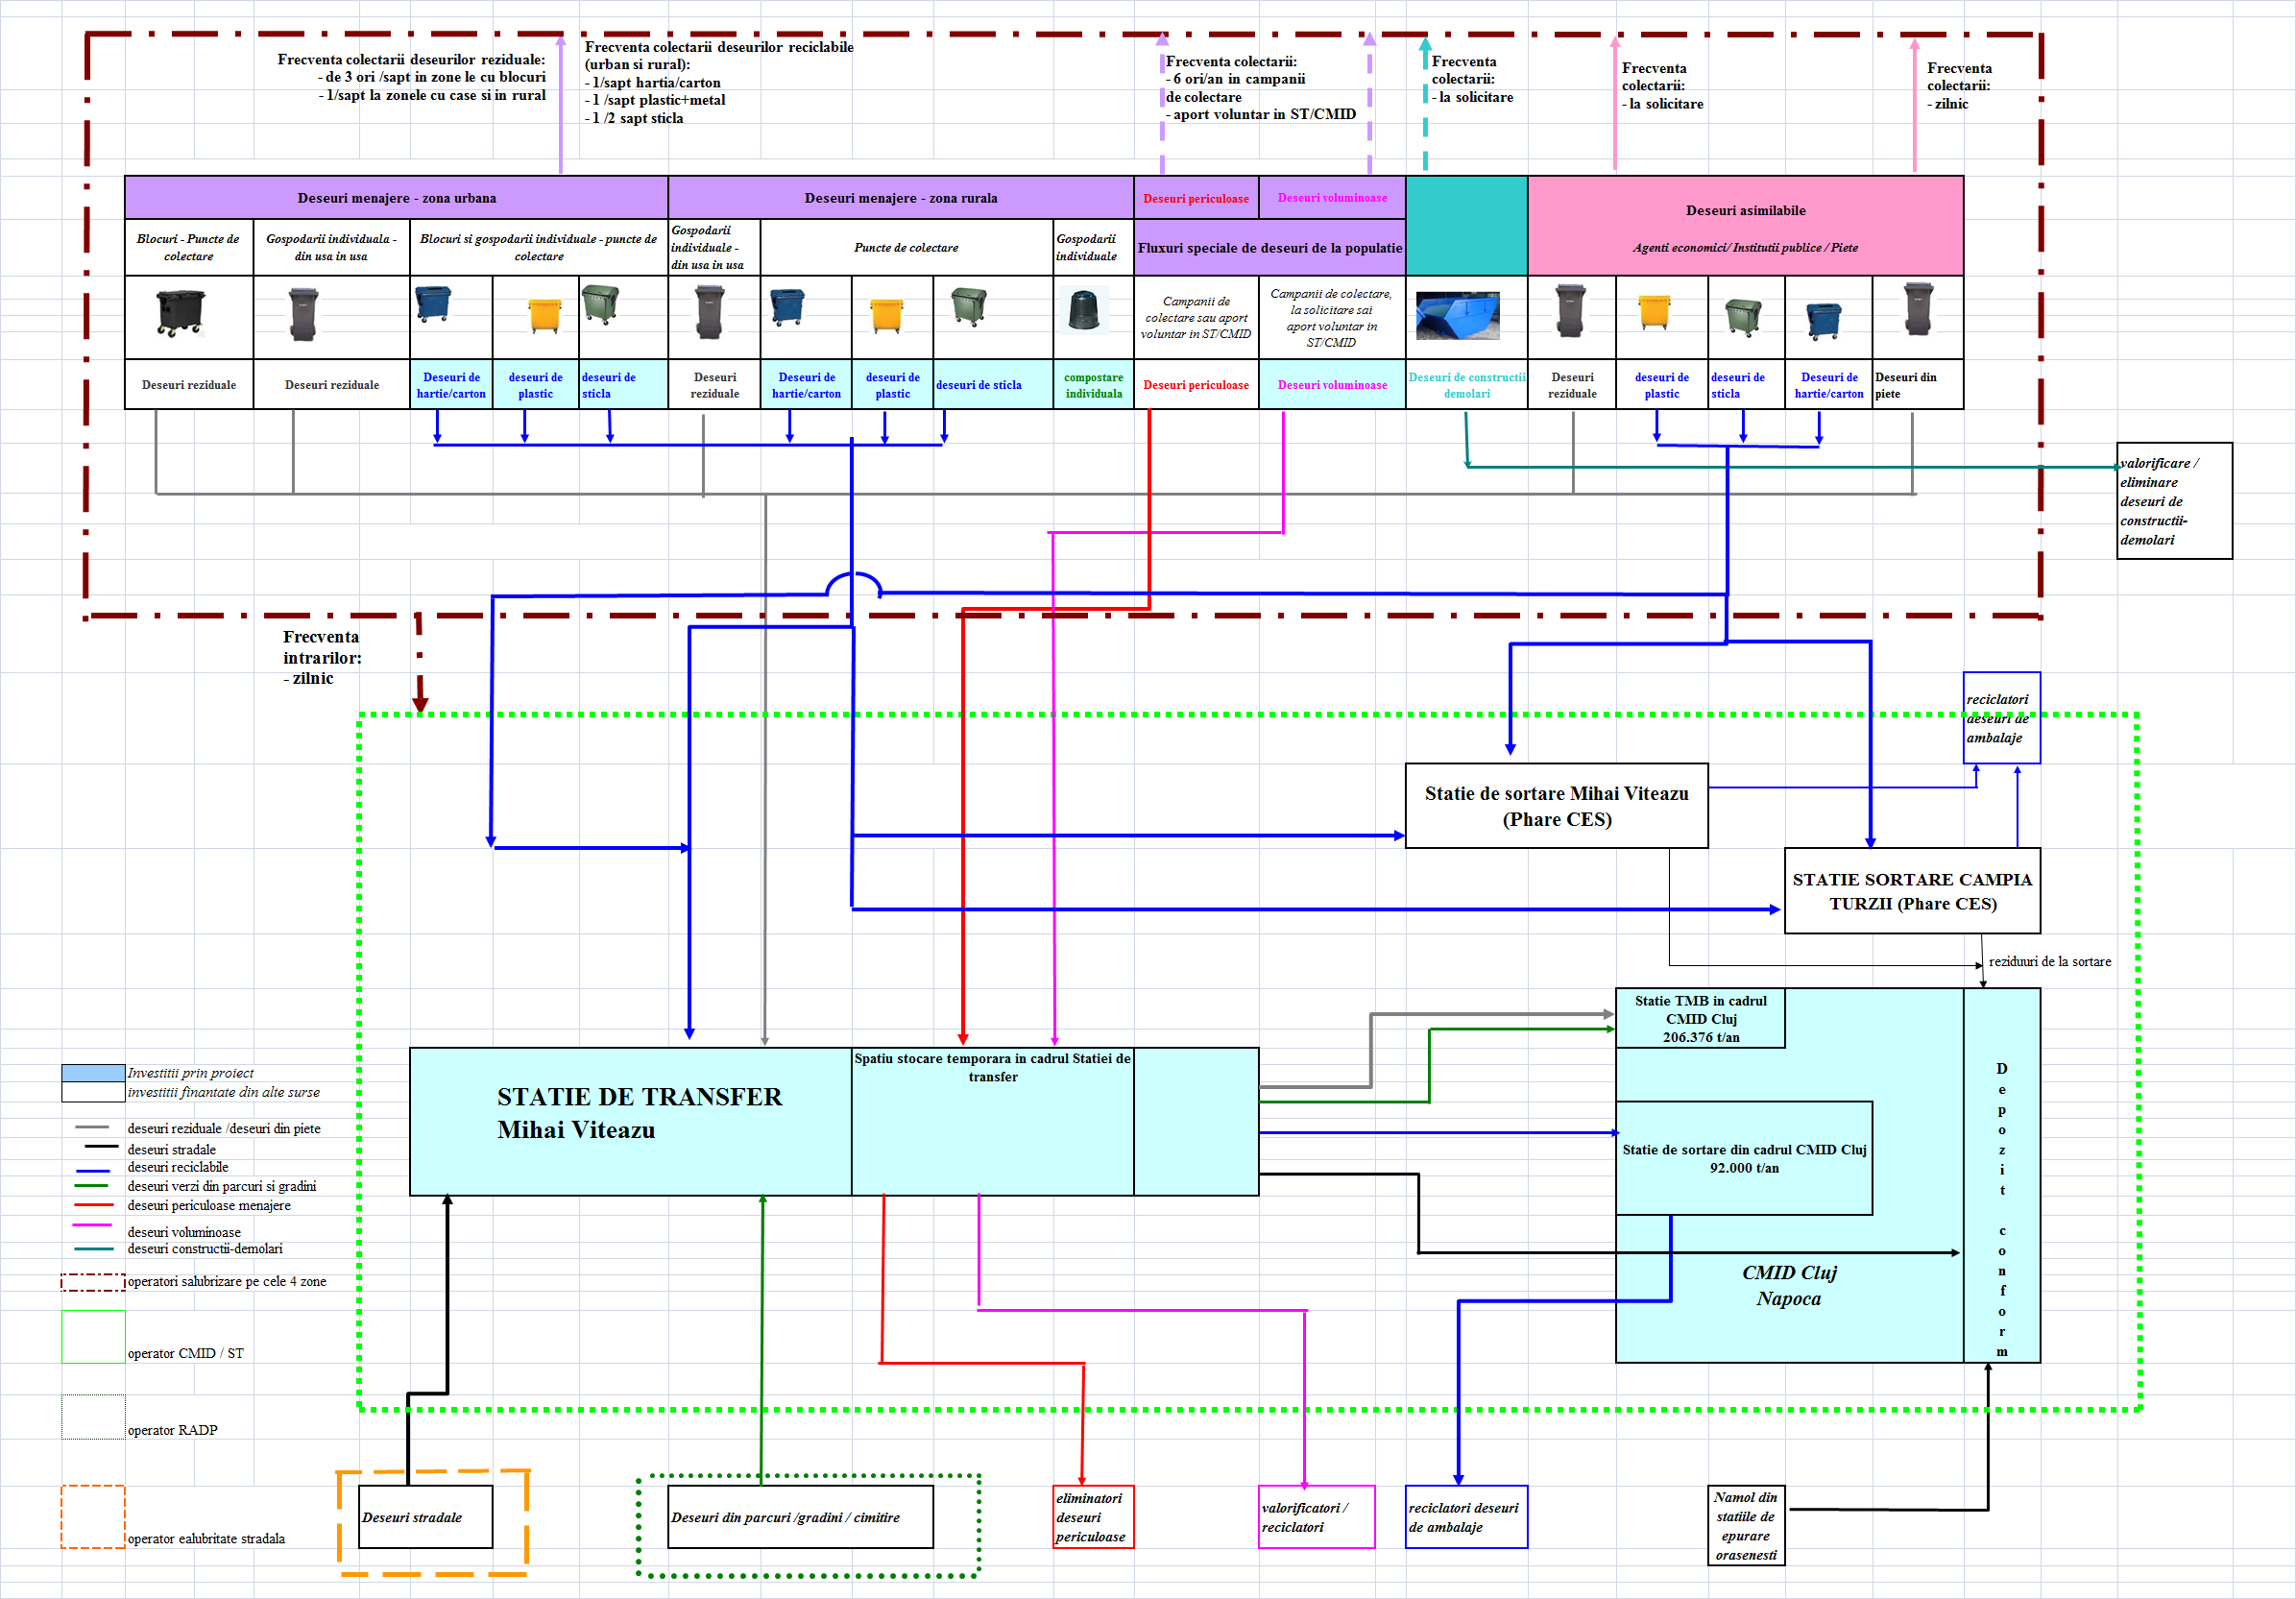 Frecventa colectarii deseurilor reziduale:
- de 3 ori /sapt in zone le cu blocuri
- 1/sapt la zonele cu case si in rural
Frecventa colectarii deseurilor reciclabile
(urban si rural):
- 1/sapt hartia/carton
- 1 /sapt plastic+metal
- 1 /2 sapt sticla
Frecventa colectarii:
- 6 ori/an in campanii
de colectare
- aport voluntar in ST/CMID
Frecventa
colectarii:
- la solicitare
Frecventa
colectarii:
- la solicitare
Frecventa
colectarii:
- zilnic
Deseuri menajere - zona urbana
Deseuri menajere - zona rurala
Deseuri periculoase
Deseuri voluminoase
Deseuri asimilabile
Agenti economici/ Institutii publice / Piete
Blocuri - Puncte de
colectare
Gospodarii individuala -
din usa in usa
Blocuri si gospodarii individuale - puncte de
colectare
Gospodarii
individuale -
din usa in usa
Puncte de colectare
Gospodarii
individuale
Fluxuri speciale de deseuri de la populatie
Campanii de
colectare sau aport
voluntar in ST/CMID
Campanii de colectare,
la solicitare sai
aport voluntar in
ST/CMID
Deseuri reziduale
Deseuri reziduale
Deseuri de
hartie/carton
deseuri de
plastic
deseuri de
sticla
Deseuri
reziduale
Deseuri de
hartie/carton
deseuri de
plastic
deseuri de sticla
compostare
individuala
Deseuri periculoase
Deseuri voluminoase
Deseuri de constructii
demolari
Deseuri
reziduale
deseuri de
plastic
deseuri de
sticla
Deseuri de
hartie/carton
Deseuri din
piete
valorificare /
eliminare
deseuri de
constructii-
demolari
Frecventa
intrarilor:
- zilnic
reciclatori
deseuri de
ambalaje
Statie de sortare Mihai Viteazu
(Phare CES)
STATIE SORTARE CAMPIA
TURZII (Phare CES)
reziduuri de la sortare
Statie TMB in cadrul
CMID Cluj
206.376 t/an
STATIE DE TRANSFER
Mihai Viteazu
Spatiu stocare temporara in cadrul Statiei de
transfer
Statie de sortare din cadrul CMID Cluj
92.000 t/an
CMID Cluj
Napoca
D
e
p
o
z
i
t
c
o
n
f
o
r
m
Investitii prin proiect
investitii finantate din alte surse
deseuri reziduale /deseuri din piete
deseuri stradale
deseuri reciclabile
deseuri verzi din parcuri si gradini
deseuri periculoase menajere
deseuri voluminoase
deseuri constructii-demolari
operatori salubrizare pe cele 4 zone
operator CMID / ST
operator RADP
operator ealubritate stradala
Deseuri stradale
Deseuri din parcuri /gradini / cimitire
eliminatori
deseuri
periculoase
valorificatori /
reciclatori
reciclatori deseuri
de ambalaje
Namol din
statiile de
epurare
orasenesti